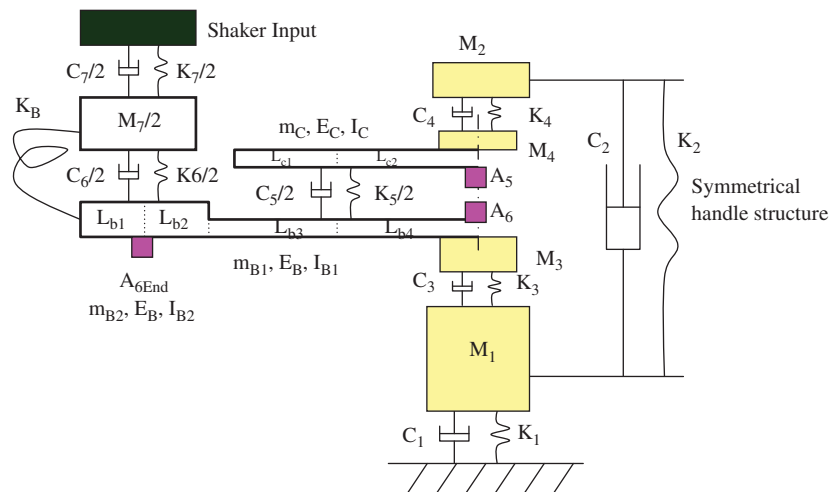 Shaker Input
C7/2
K7/2
KB
M7/2
C6/2
K6/2
Lb1
Lb2
A6End
mB2, EB, IB2
mC, EC, IC
Lc1
Lc2
C5/2
K5/2
Lb3
Lb4
mB1, EB, IB1
M2
C4
K4
M4
A5
A6
M3
C3
K3
M1
C1
K1
C2
K2
Symmetrical
handle structure